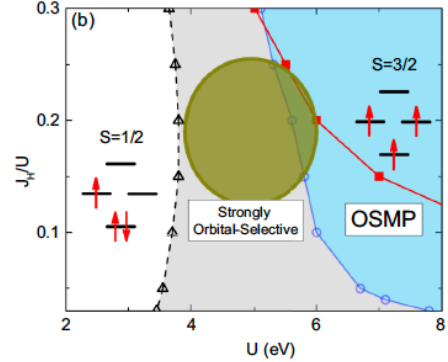 (b)
0.3
S=3/2
S=1/2
0.2
J_H/U
Strongly
Orbital-Selective
OSMP
0.1
2
4
6
8
U (eV)